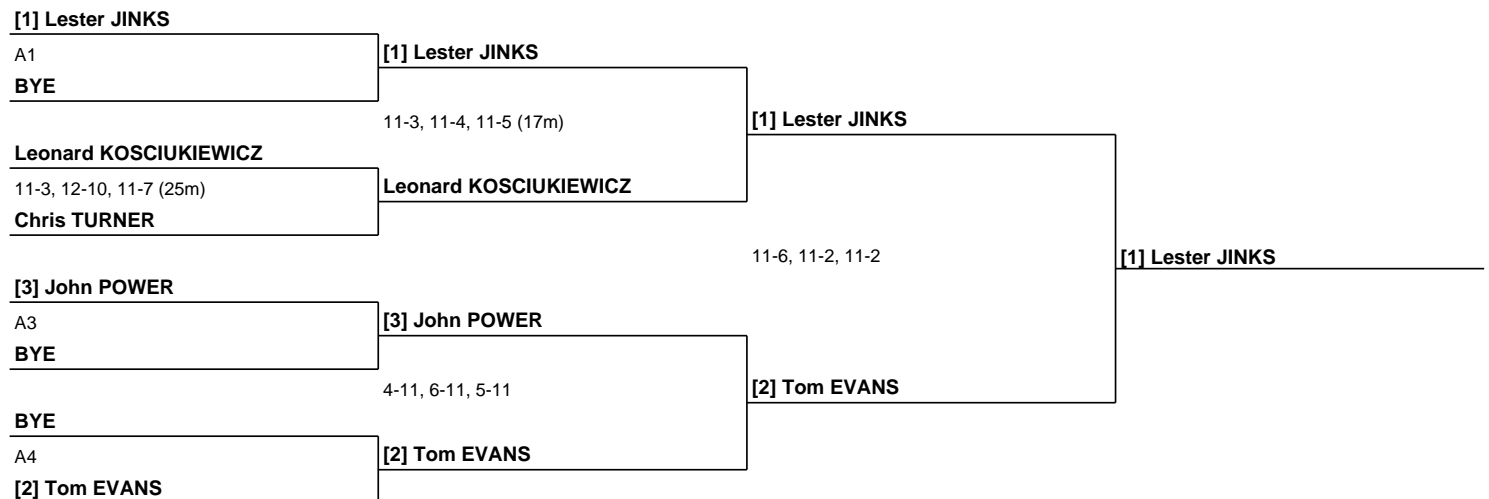 [1] Lester JINKS
A1
BYE
[1] Lester JINKS
11-3, 11-4, 11-5 (17m)
[1] Lester JINKS
Leonard KOSCIUKIEWICZ
11-3, 12-10, 11-7 (25m)
Chris TURNER
Leonard KOSCIUKIEWICZ
11-6, 11-2, 11-2
[1] Lester JINKS
[3] John POWER
A3
BYE
[3] John POWER
4-11, 6-11, 5-11
[2] Tom EVANS
BYE
A4
[2] Tom EVANS
[2] Tom EVANS